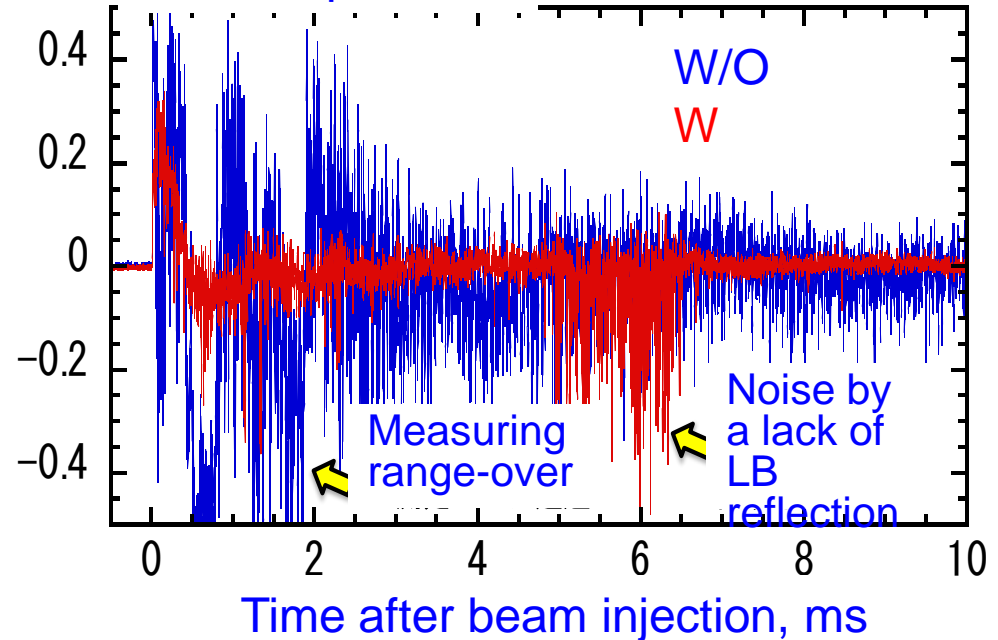 0.4
0.2
0
−0.2
−0.4
W/O
W
Measuring
range-over
Noise by
a lack of
LB
reflection
0 2 4 6 8 10
Time after beam injection, ms